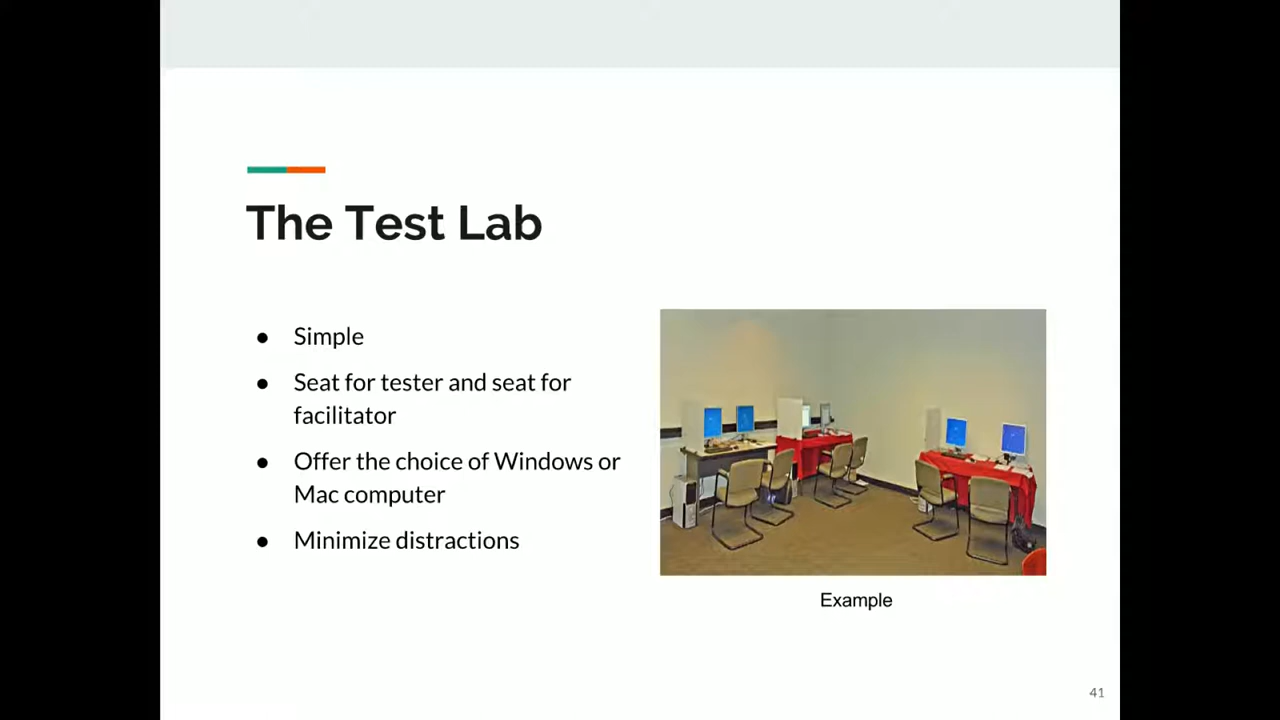 The Test Lab
● Simple
● Seat for tester and seat for
facilitator
● Offer the choice of Windows or
Mac computer
● Minimize distractions
Example
41